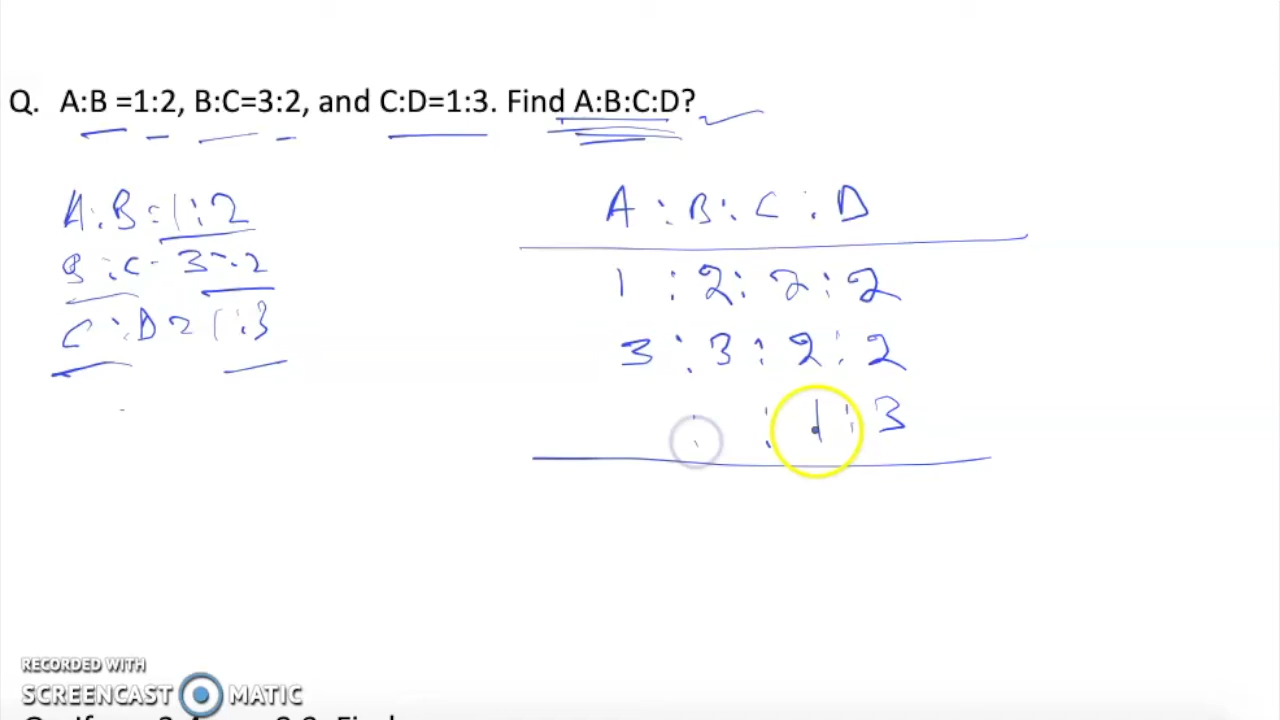 Q. A:B =1:2, B:C=3:2, and C:D=1:3. Find A:B:C:D?
A:B=1:2
B:C-3:2
C:D=1:3
A:B:C:D
1:2:2:2
3:3:2:2
: : 1:3
RECORDED WITH
SCREENCAST MATIC